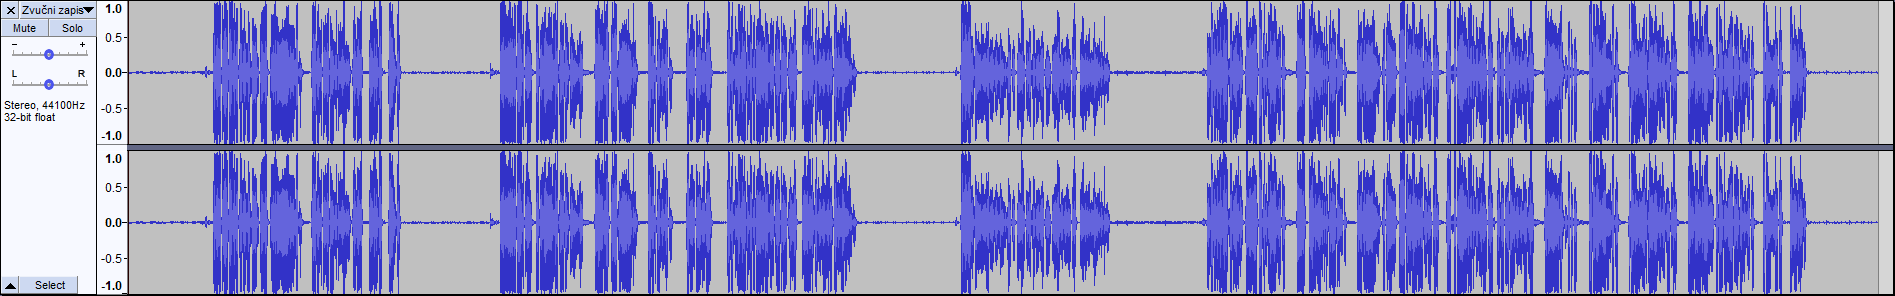 Zvučni zapis
Mute Solo
- +
L R
Stereo, 44100Hz
32-bit float
Select
1.0
0.5
0.0
-0.5
-1.0
1.0
0.5
0.0
-0.5
-1.0